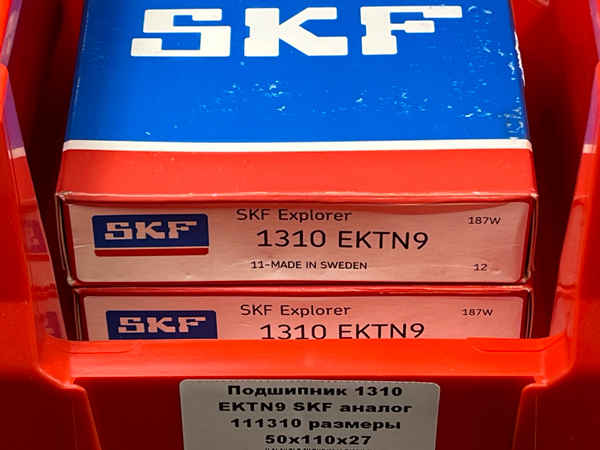 SKF
SKF
SKF Explorer
187W
1310 EKTN9
11-MADE IN SWEDEN
12
SKF
SKF Explorer
187W
1310 EKTN9
Подшипник 1310
EKTN9 SKF аналог
111310 размеры
50x110x27